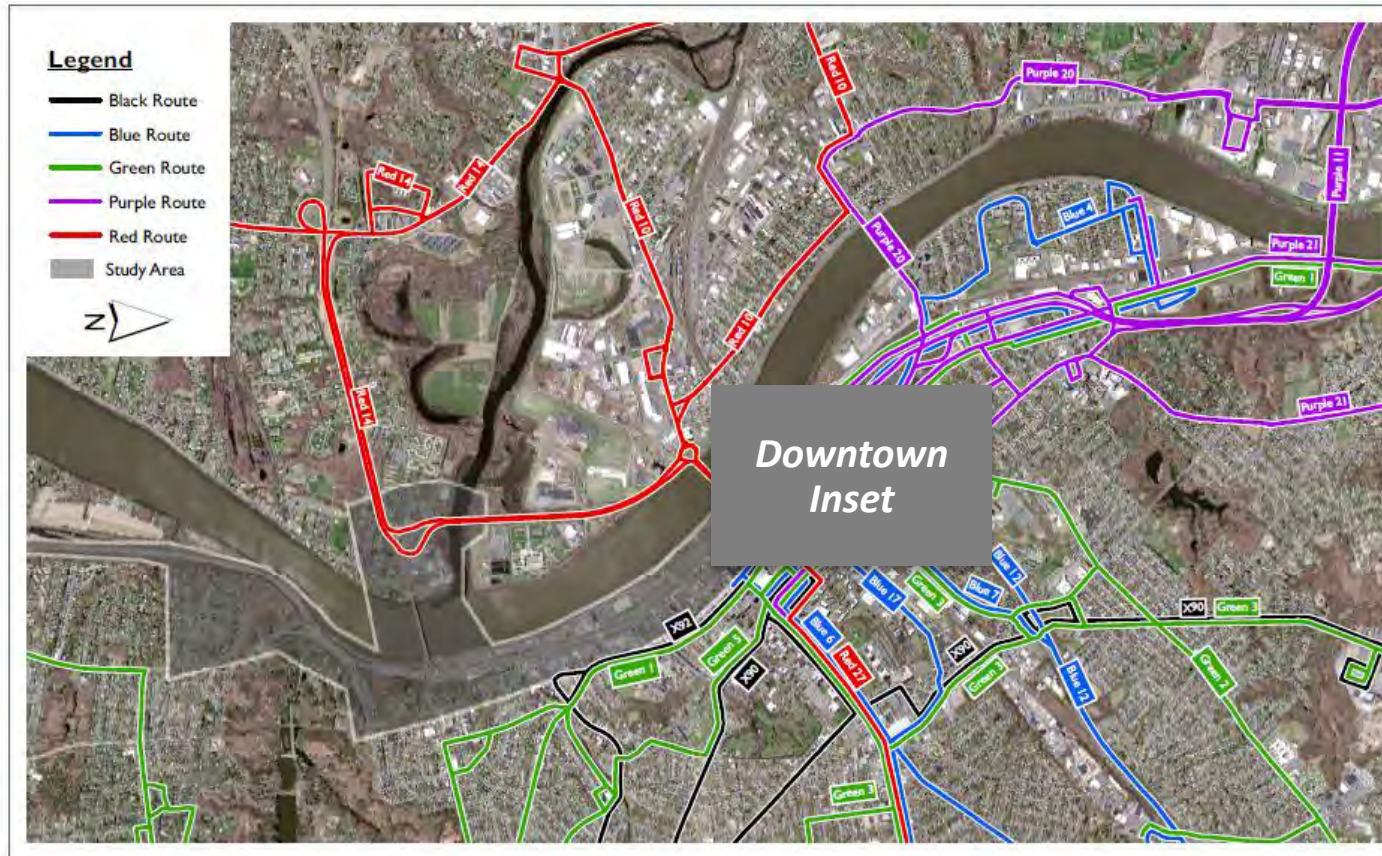 Legend
Black Route
Blue Route
Green Route
Purple Route
Red Route
Study Area
N
Red 10
Purple 20
Purple 11
Red 14
Red 14
Red 10
Blue 4
Purple 20
Purple 21
Green 1
Red 10
Red 14
Purple 21
Downtown
Inset
Blue 12
Blue 7
Green 3
Blue 17
X92
X90
Green 3
Green 5
Blue 6
X90
Green 1
X90
Red 27
Green 3
Green 2
Blue 12
Green 3